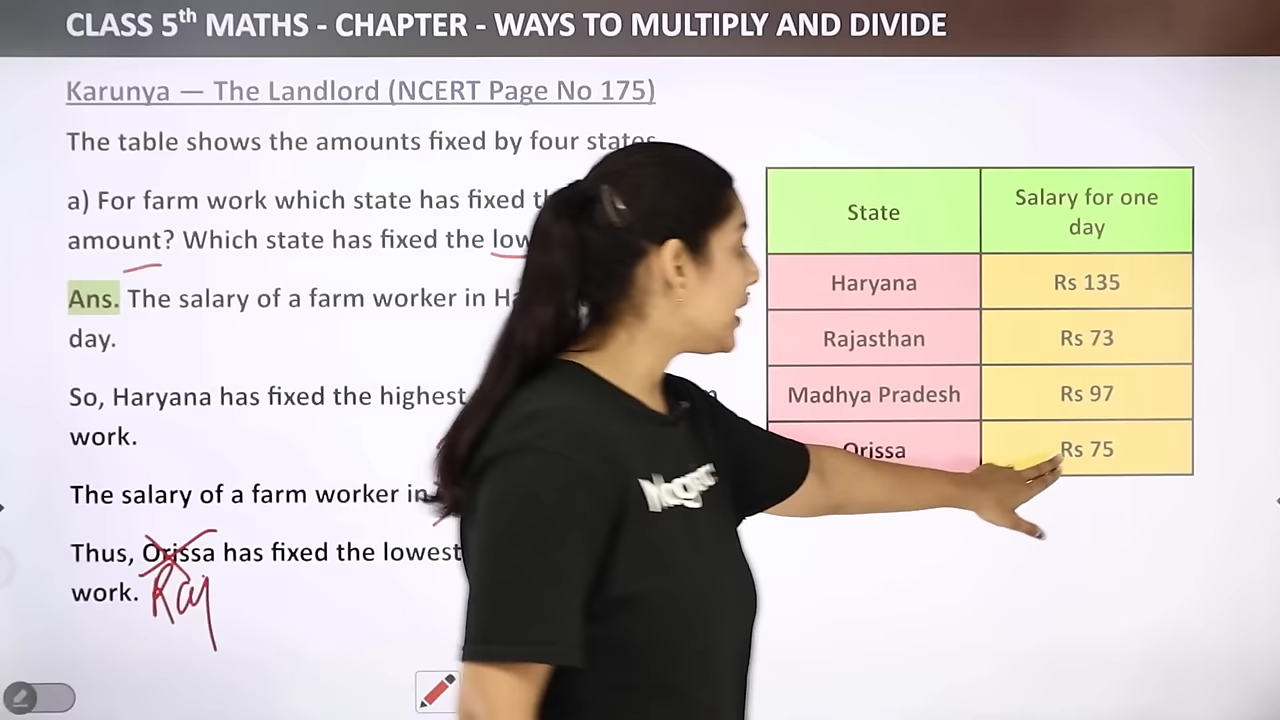 CLASS 5th MATHS - CHAPTER - WAYS TO MULTIPLY AND DIVIDE
Karunya — The Landlord (NCERT Page No 175)
The table shows the amounts fixed by four states
a) For farm work which state has fixed
amount? Which state has fixed the
Ans. The salary of a farm worker in
day.
So, Haryana has fixed the highest
work.
The salary of a farm worker in
Thus, Orissa has fixed the lowest
work. Raj
State Salary for one
day
Haryana Rs 135
Rajasthan Rs 73
Madhya Pradesh Rs 97
Orissa Rs 75